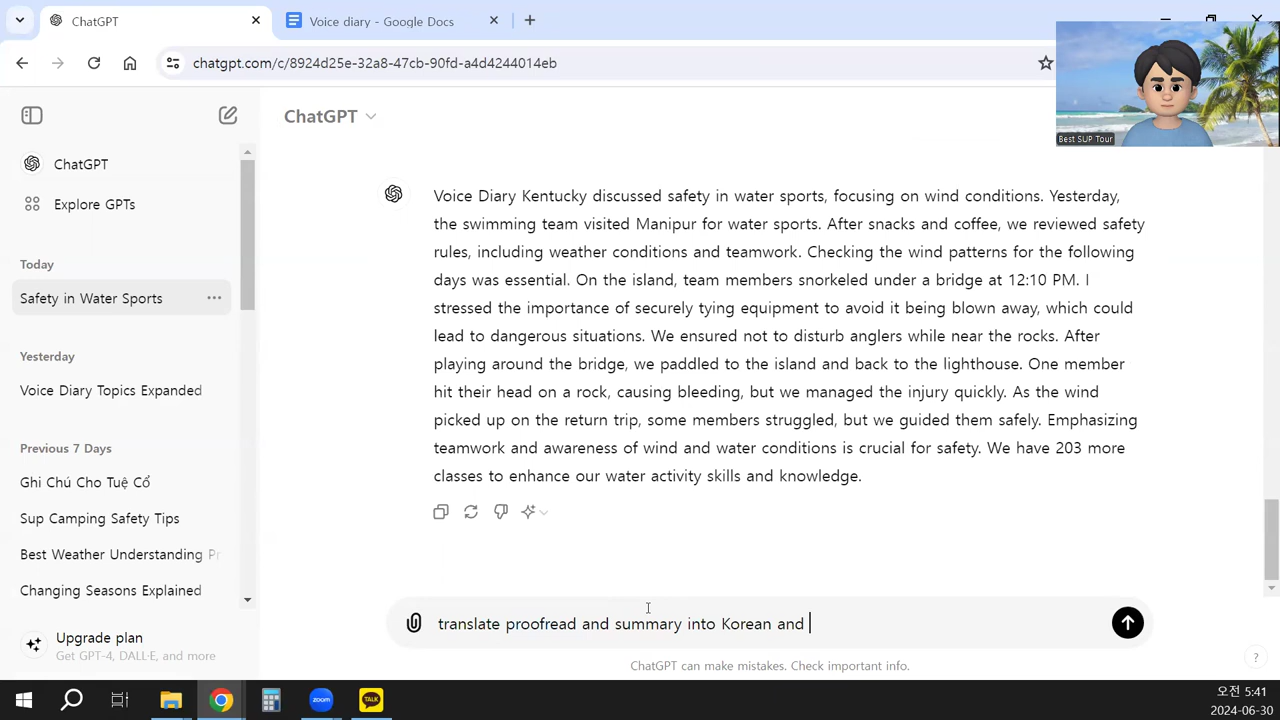 ChatGPT
Voice diary - Google Docs
chatgpt.com/c/8924d25e-32a8-47cb-90fd-a4d4244014eb
Best SUP Tour
ChatGPT
ChatGPT
Explore GPTs
Today
Safety in Water Sports
Yesterday
Voice Diary Topics Expanded
Previous 7 Days
Ghi Chú Cho Tuệ Cổ
Sup Camping Safety Tips
Best Weather Understanding Pr
Changing Seasons Explained
Upgrade plan
Get GPT-4, DALL·E, and more
Voice Diary Kentucky discussed safety in water sports, focusing on wind conditions. Yesterday,
the swimming team visited Manipur for water sports. After snacks and coffee, we reviewed safety
rules, including weather conditions and teamwork. Checking the wind patterns for the following
days was essential. On the island, team members snorkeled under a bridge at 12:10 PM. I
stressed the importance of securely tying equipment to avoid it being blown away, which could
lead to dangerous situations. We ensured not to disturb anglers while near the rocks. After
playing around the bridge, we paddled to the island and back to the lighthouse. One member
hit their head on a rock, causing bleeding, but we managed the injury quickly. As the wind
picked up on the return trip, some members struggled, but we guided them safely. Emphasizing
teamwork and awareness of wind and water conditions is crucial for safety. We have 203 more
classes to enhance our water activity skills and knowledge.
translate proofread and summary into Korean and
ChatGPT can make mistakes. Check important info.
?
zoom
TALK
오전 5:41
2024-06-30